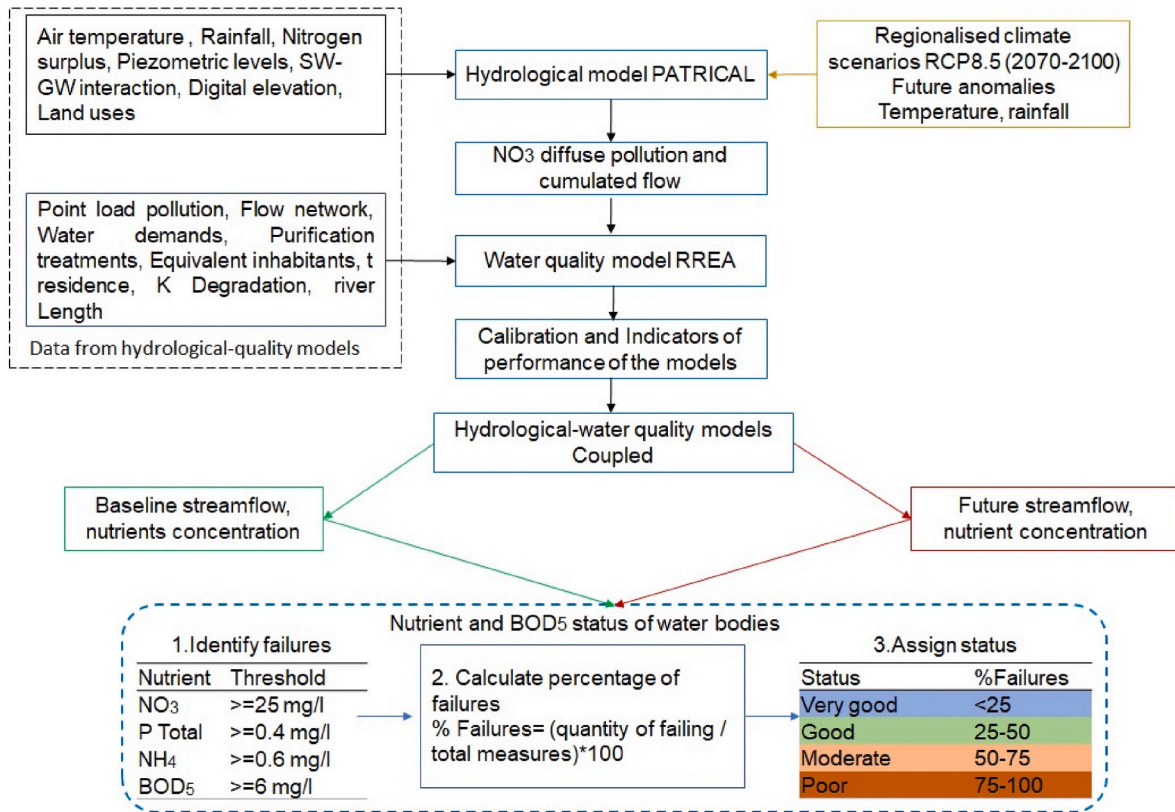 Air temperature , Rainfall, Nitrogen
surplus, Piezometric levels, SW-
GW interaction, Digital elevation,
Land uses
Hydrological model PATRICAL
Regionalised climate
scenarios RCP8.5 (2070-2100)
Future anomalies
Temperature, rainfall
NO3 diffuse pollution and
cumulated flow
Point load pollution, Flow network,
Water demands, Purification
treatments, Equivalent inhabitants, t
residence, K Degradation, river
Length
Data from hydrological-quality models
Water quality model RREA
Calibration and Indicators of
performance of the models
Hydrological-water quality models
Coupled
Baseline streamflow,
nutrients concentration
Future streamflow,
nutrient concentration
Nutrient and BOD5 status of water bodies
1.Identify failures
Nutrient Threshold
NO3 >=25 mg/l
P Total >=0.4 mg/l
NH4 >=0.6 mg/l
BOD5 >=6 mg/l
2. Calculate percentage of
failures
% Failures= (quantity of failing /
total measures)*100
3.Assign status
Status %Failures
Very good <25
Good 25-50
Moderate 50-75
Poor 75-100